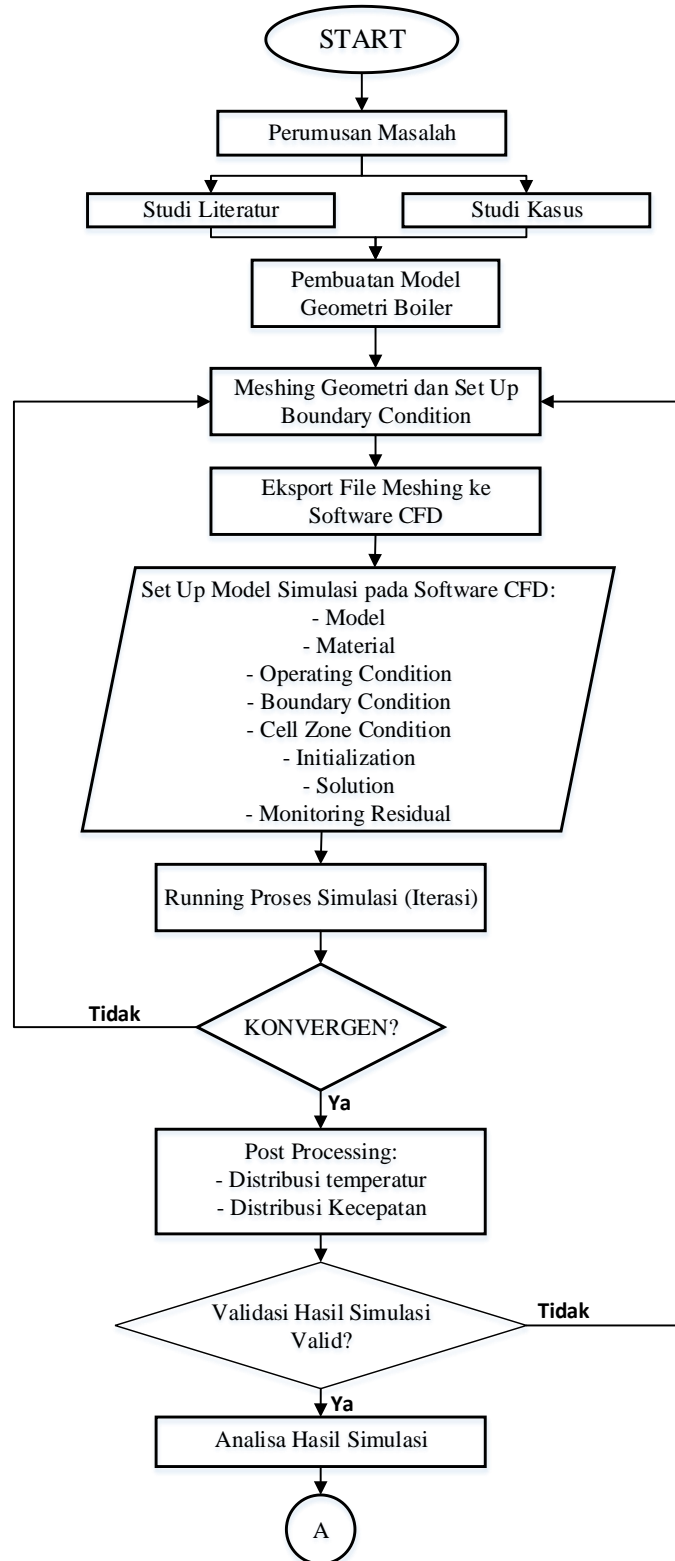 START
Perumusan Masalah
Studi Literatur
Studi Kasus
Pembuatan Model
Geometri Boiler
Meshing Geometri dan Set Up
Boundary Condition
Eksport File Meshing ke
Software CFD
Set Up Model Simulasi pada Software CFD:
- Model
- Material
- Operating Condition
- Boundary Condition
- Cell Zone Condition
- Initialization
- Solution
- Monitoring Residual
Running Proses Simulasi (Iterasi)
Tidak
KONVERGEN?
Ya
Post Processing:
- Distribusi temperatur
- Distribusi Kecepatan
Validasi Hasil Simulasi
Valid?
Tidak
Ya
Analisa Hasil Simulasi
A